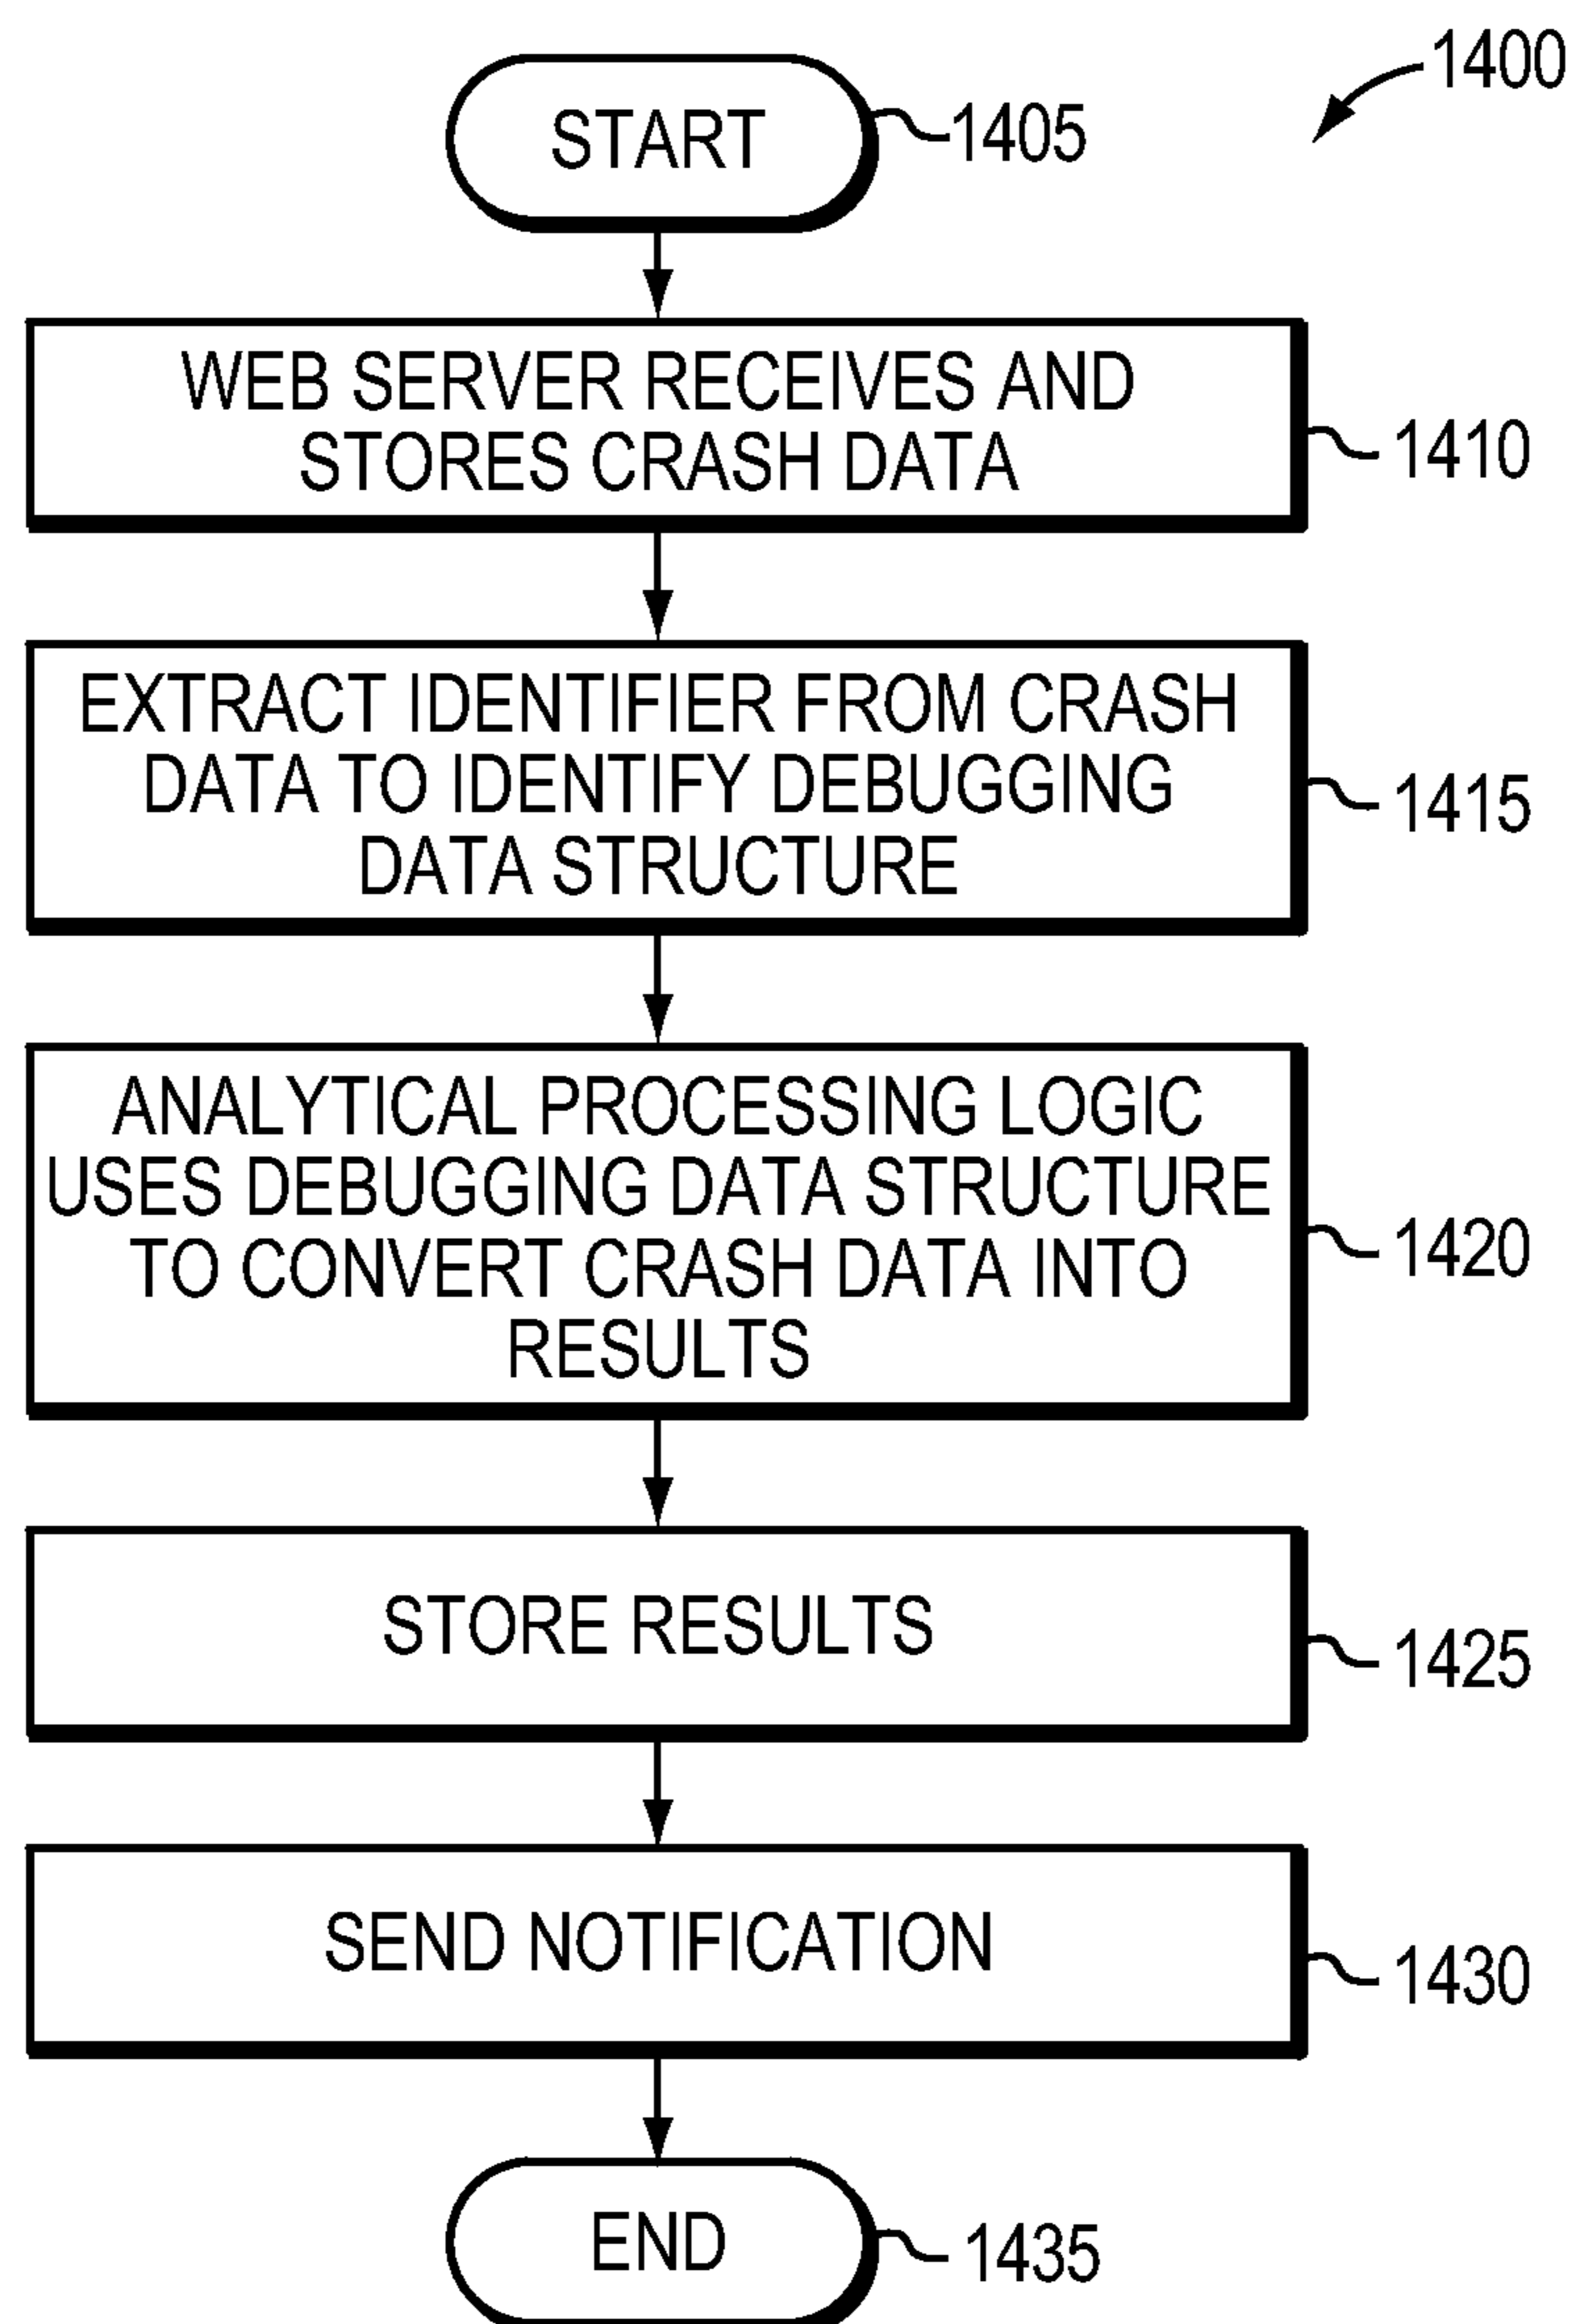 1400
START
1405
WEB SERVER RECEIVES AND
STORES CRASH DATA
1410
EXTRACT IDENTIFIER FROM CRASH
DATA TO IDENTIFY DEBUGGING
DATA STRUCTURE
1415
ANALYTICAL PROCESSING LOGIC
USES DEBUGGING DATA STRUCTURE
TO CONVERT CRASH DATA INTO
RESULTS
1420
STORE RESULTS
1425
SEND NOTIFICATION
1430
END
1435